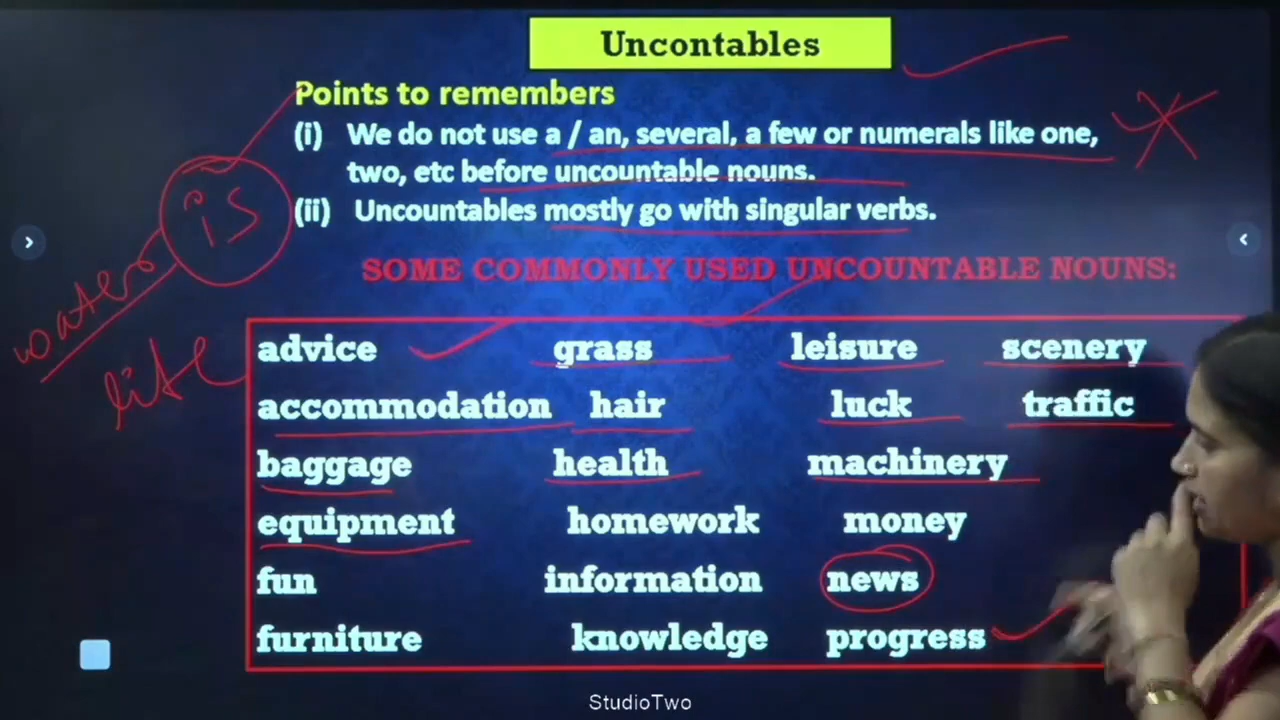 Uncontables
Points to remembers
(i) We do not use a / an, several, a few or numerals like one,
two, etc before uncountable nouns.
(ii) Uncountables mostly go with singular verbs.
is
water
SOME COMMONLY USED UNCOUNTABLE NOUNS:
advice grass leisure scenery
lite
accommodation hair luck traffic
baggage health machinery
equipment homework money
fun information news
furniture knowledge progress
StudioTwo